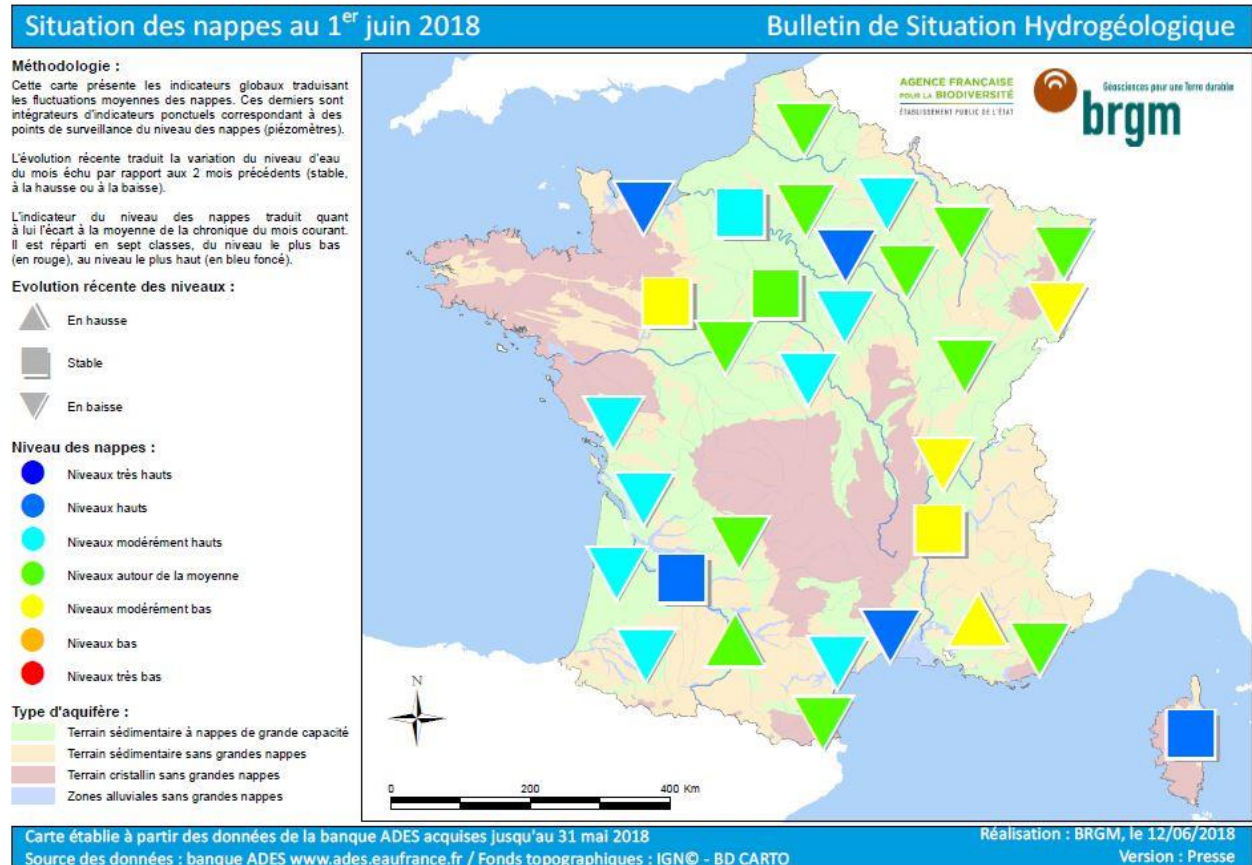 Situation des nappes au 1er juin 2018
Bulletin de Situation Hydrogéologique
Méthodologie :
Cette carte présente les indicateurs globaux traduisant
les fluctuations moyennes des nappes. Ces derniers sont
intégrateurs d'indicateurs ponctuels correspondant à des
points de surveillance du niveau des nappes (piézomètres).
L'évolution récente traduit la variation du niveau d'eau
du mois échu par rapport aux 2 mois précédents (stable,
à la hausse ou à la baisse).
L'indicateur du niveau des nappes traduit quant
à lui l'écart à la moyenne de la chronique du mois courant.
Il est réparti en sept classes, du niveau le plus bas
(en rouge), au niveau le plus haut (en bleu foncé).
Evolution récente des niveaux :
En hausse
Stable
En baisse
Niveau des nappes :
Niveaux très hauts
Niveaux hauts
Niveaux modérément hauts
Niveaux autour de la moyenne
Niveaux modérément bas
Niveaux bas
Niveaux très bas
Type d'aquifère :
Terrain sédimentaire à nappes de grande capacité
Terrain sédimentaire sans grandes nappes
Terrain cristallin sans grandes nappes
Zones alluviales sans grandes nappes
AGENCE FRANÇAISE
POUR LA BIODIVERSITÉ
ÉTABLISSEMENT PUBLIC DE L'ÉTAT
Géosciences pour une Terre durable
brgm
N
0 200 400 Km
Carte établie à partir des données de la banque ADES acquises jusqu'au 31 mai 2018
Réalisation : BRGM, le 12/06/2018
Source des données : banque ADES www.ades.eaufrance.fr / Fonds topographiques : IGN© - BD CARTO
Version : Presse